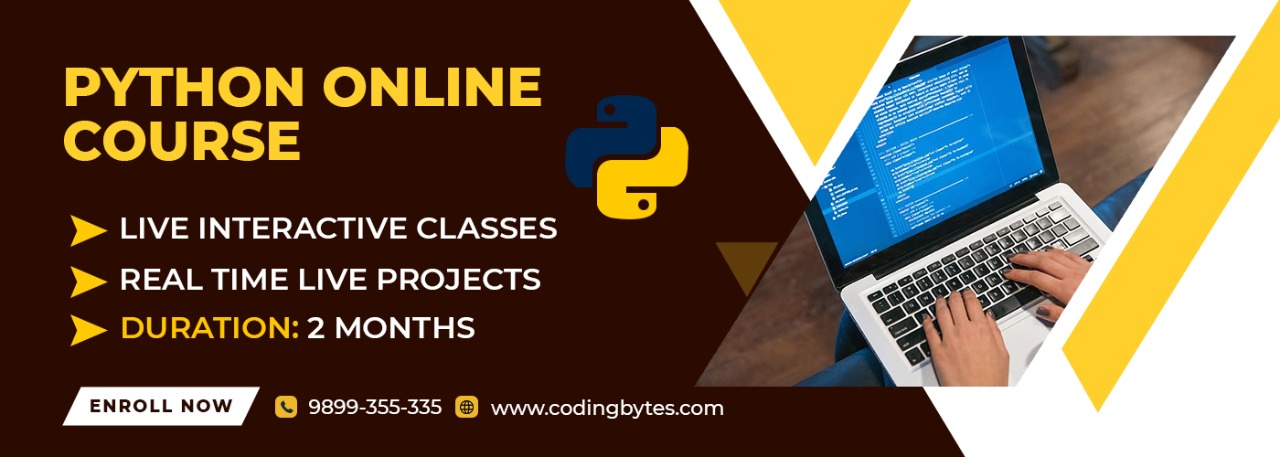 PYTHON ONLINE
COURSE
LIVE INTERACTIVE CLASSES
REAL TIME LIVE PROJECTS
DURATION: 2 MONTHS
ENROLL NOW
9899-355-335
www.codingbytes.com